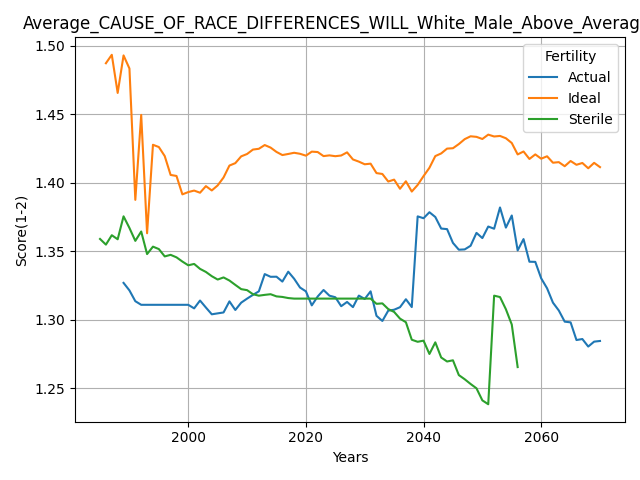 Average_CAUSE_OF_RACE_DIFFERENCES_WILL_White_Male_Above_Averag
Fertility
Actual
Ideal
Sterile
Score(1-2)
1.50
1.45
1.40
1.35
1.30
1.25
2000 2020 2040 2060
Years